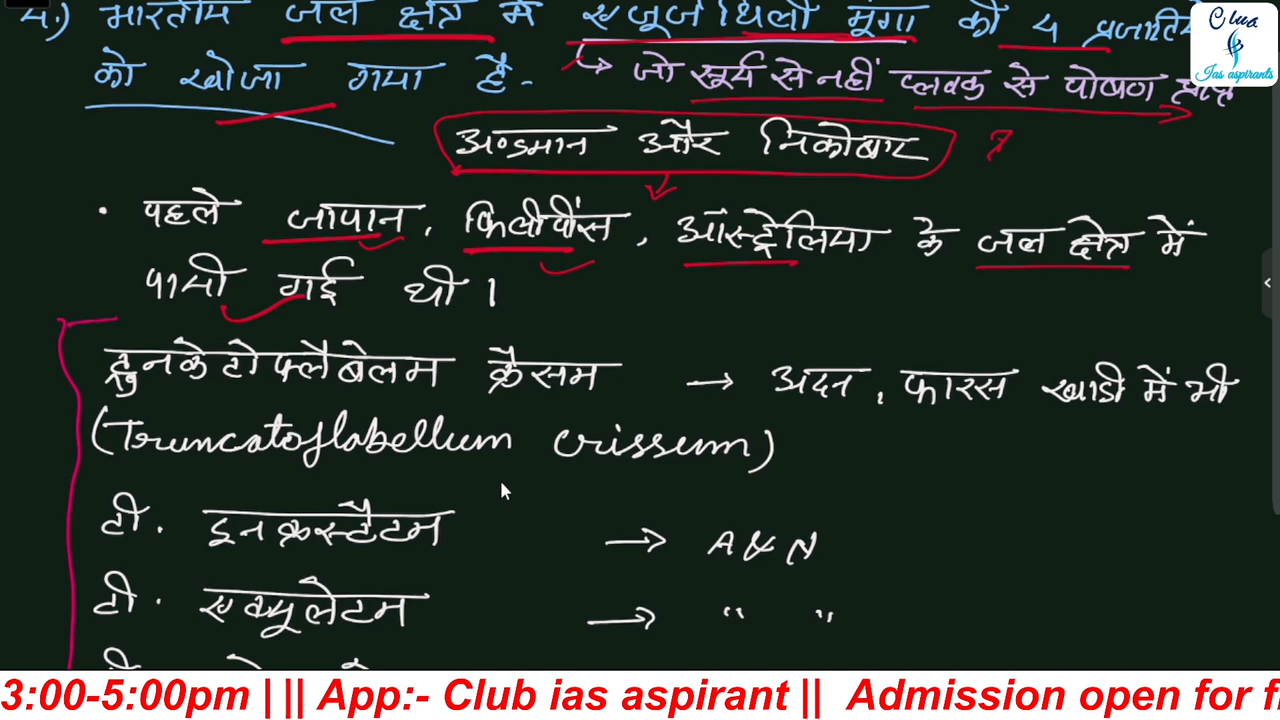 4.) भारतीय जल क्षेत्र में एजूजेंथिली मूंगा की 4
को खोजा गया है - ↳ जो सूर्य से नहीं प्लवक से पोषण
अण्डमान और निकोबार
• पहले जापान, फिलीपींस, ऑस्ट्रेलिया के जल क्षेत्र में
पायी गई थी।
ट्रुनकेटोफ्लैबेलम क्रैसम → अदन, फारस खाड़ी में भी
(Truncatoflabellum crissum)
टी. इनक्रस्टैटम → A & N
टी. एक्यूलेटम → " "
Club
Ias aspirants
3:00-5:00pm | || App:- Club ias aspirant || Admission open for